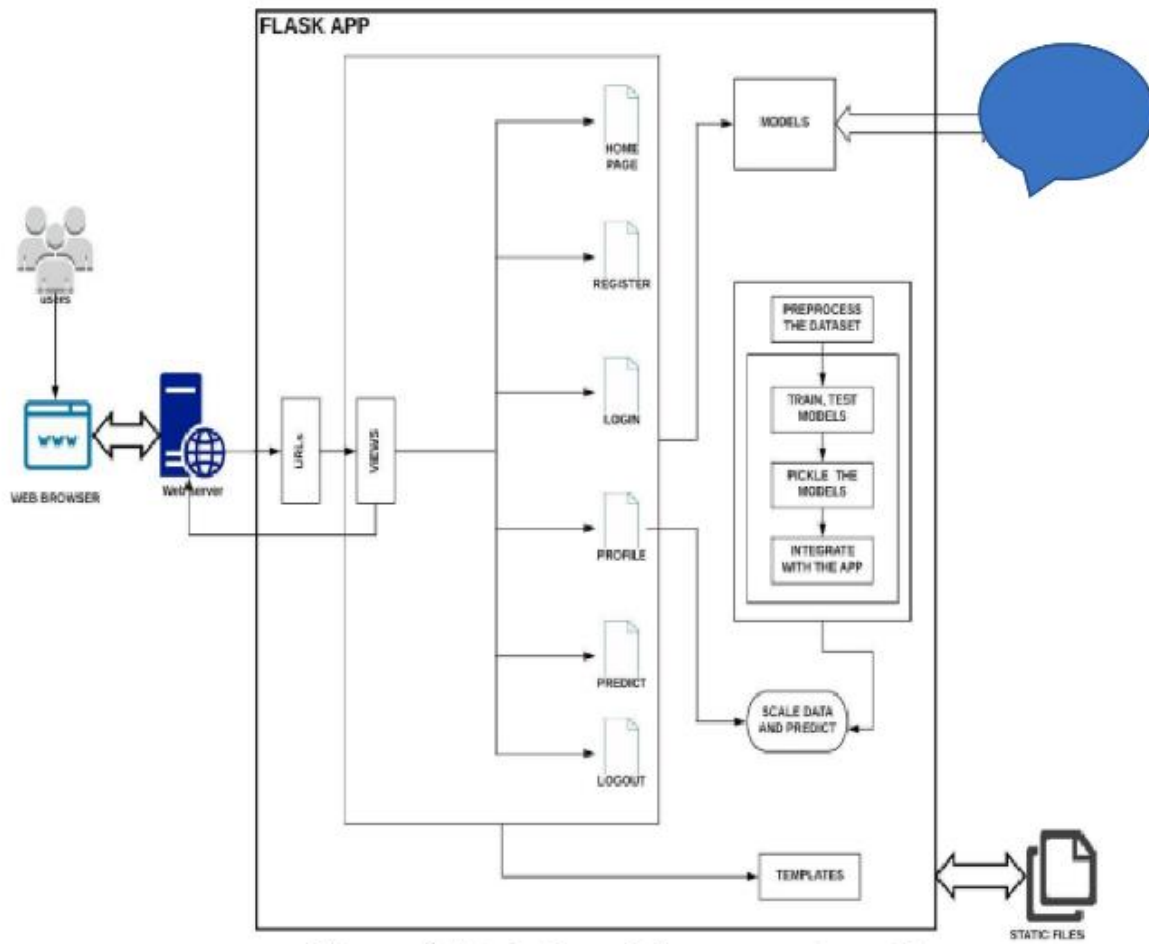 FLASK APP
HOME
PAGE
REGISTER
LOGIN
PROFILE
PREDICT
LOGOUT
users
WWW
WEB BROWSER
Web server
URLs
VIEWS
MODELS
PREPROCESS
THE DATASET
TRAIN, TEST
MODELS
PICKLE THE
MODELS
INTEGRATE
WITH THE APP
SCALE DATA
AND PREDICT
TEMPLATES
STATIC FILES